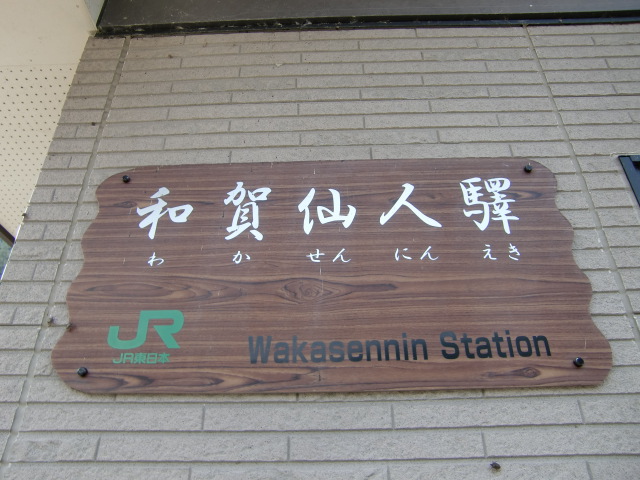 和賀仙人驛
わ か せん にん えき
JR
JR東日本
Wakasennin Station